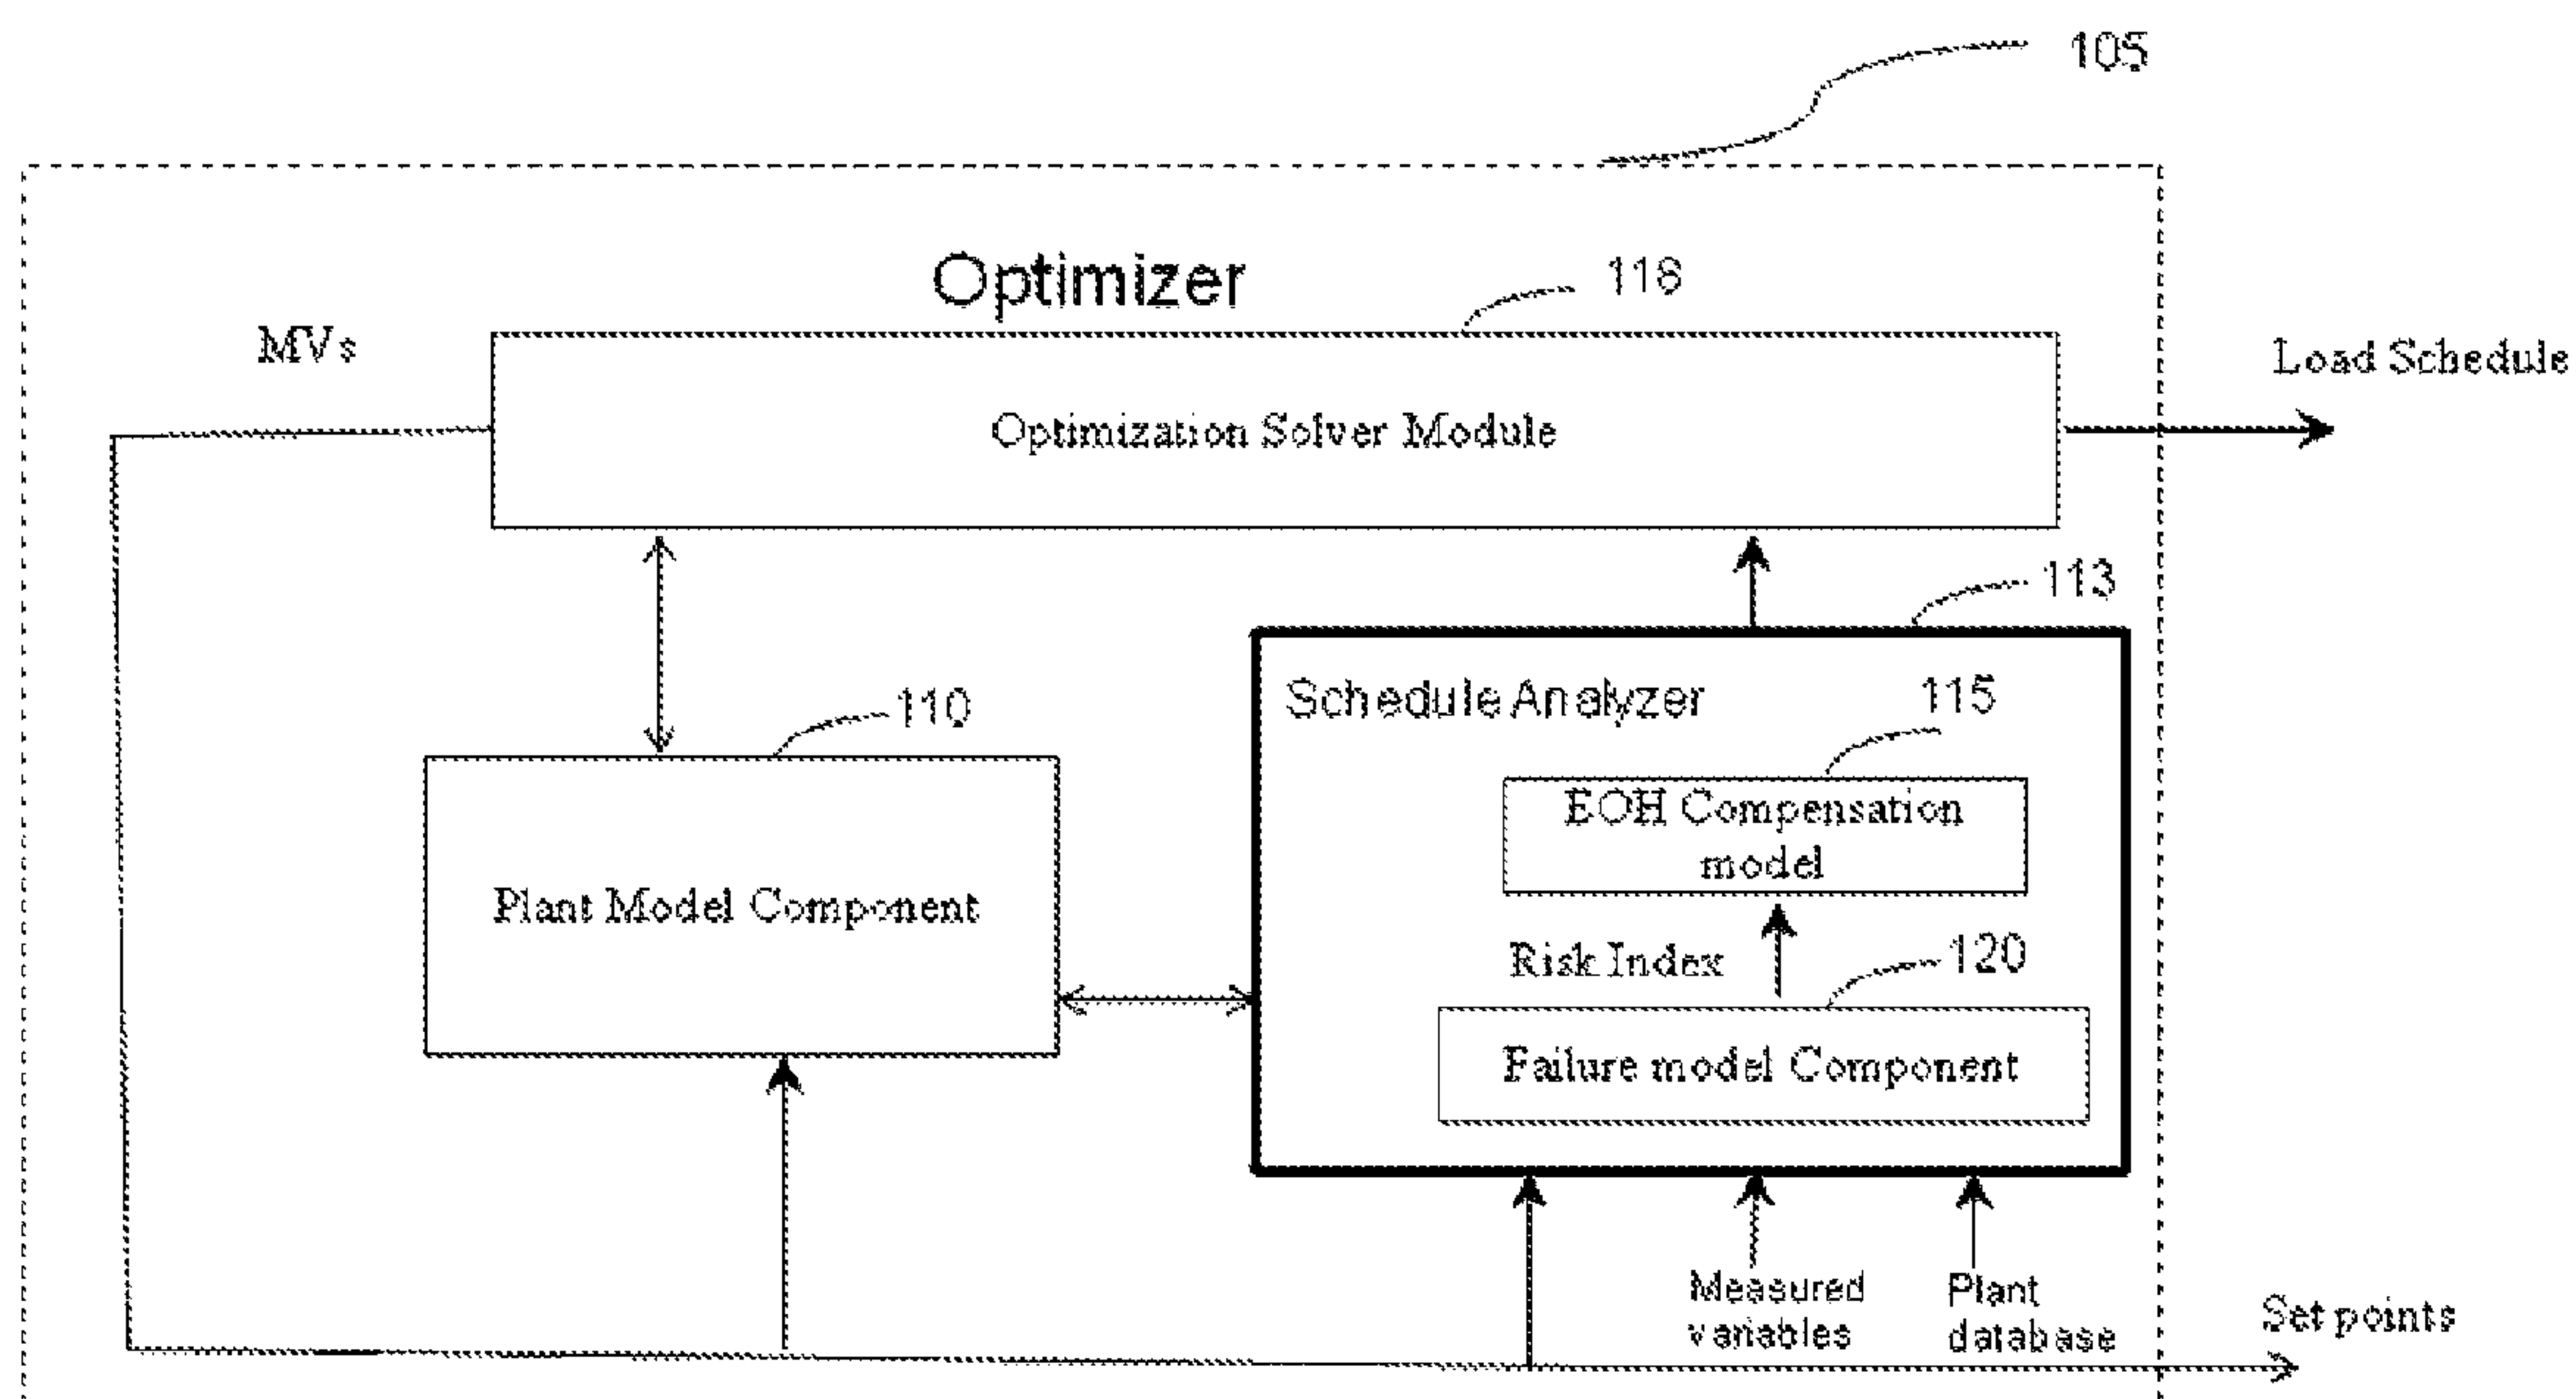 105
Optimizer
116
MVs
Load Schedule
Optimization Solver Module
113
110
Schedule Analyzer
115
EOH Compensation
model
Plant Model Component
Risk Index
120
Failure model Component
Measured
variables
Plant
database
Set points